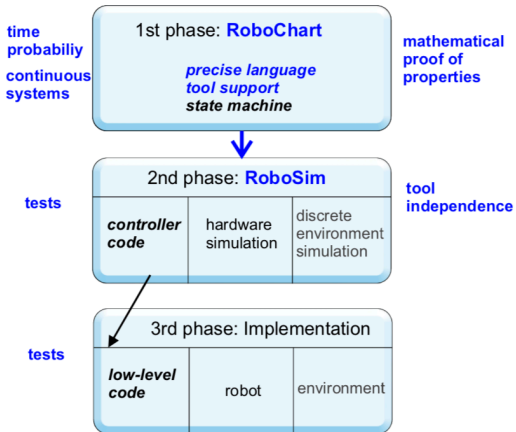 time
probabiliy
continuous
systems
1st phase: RoboChart
precise language
tool support
state machine
mathematical
proof of
properties
2nd phase: RoboSim
tests
controller
code
hardware
simulation
discrete
environment
simulation
tool
independence
3rd phase: Implementation
tests
low-level
code
robot
environment